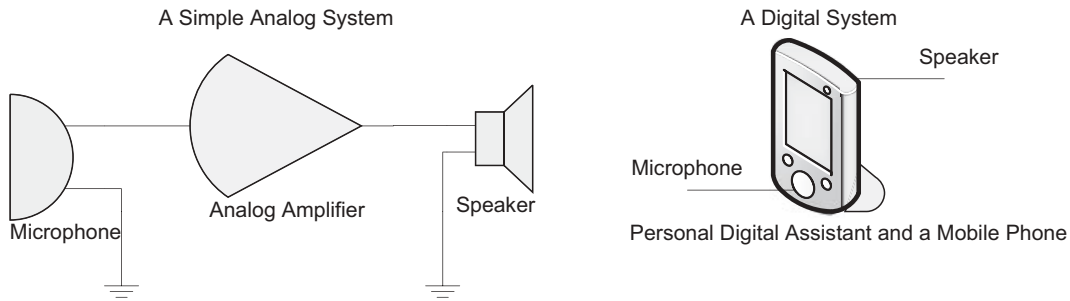 A Simple Analog System
Microphone
Analog Amplifier
Speaker
A Digital System
Speaker
Microphone
Personal Digital Assistant and a Mobile Phone